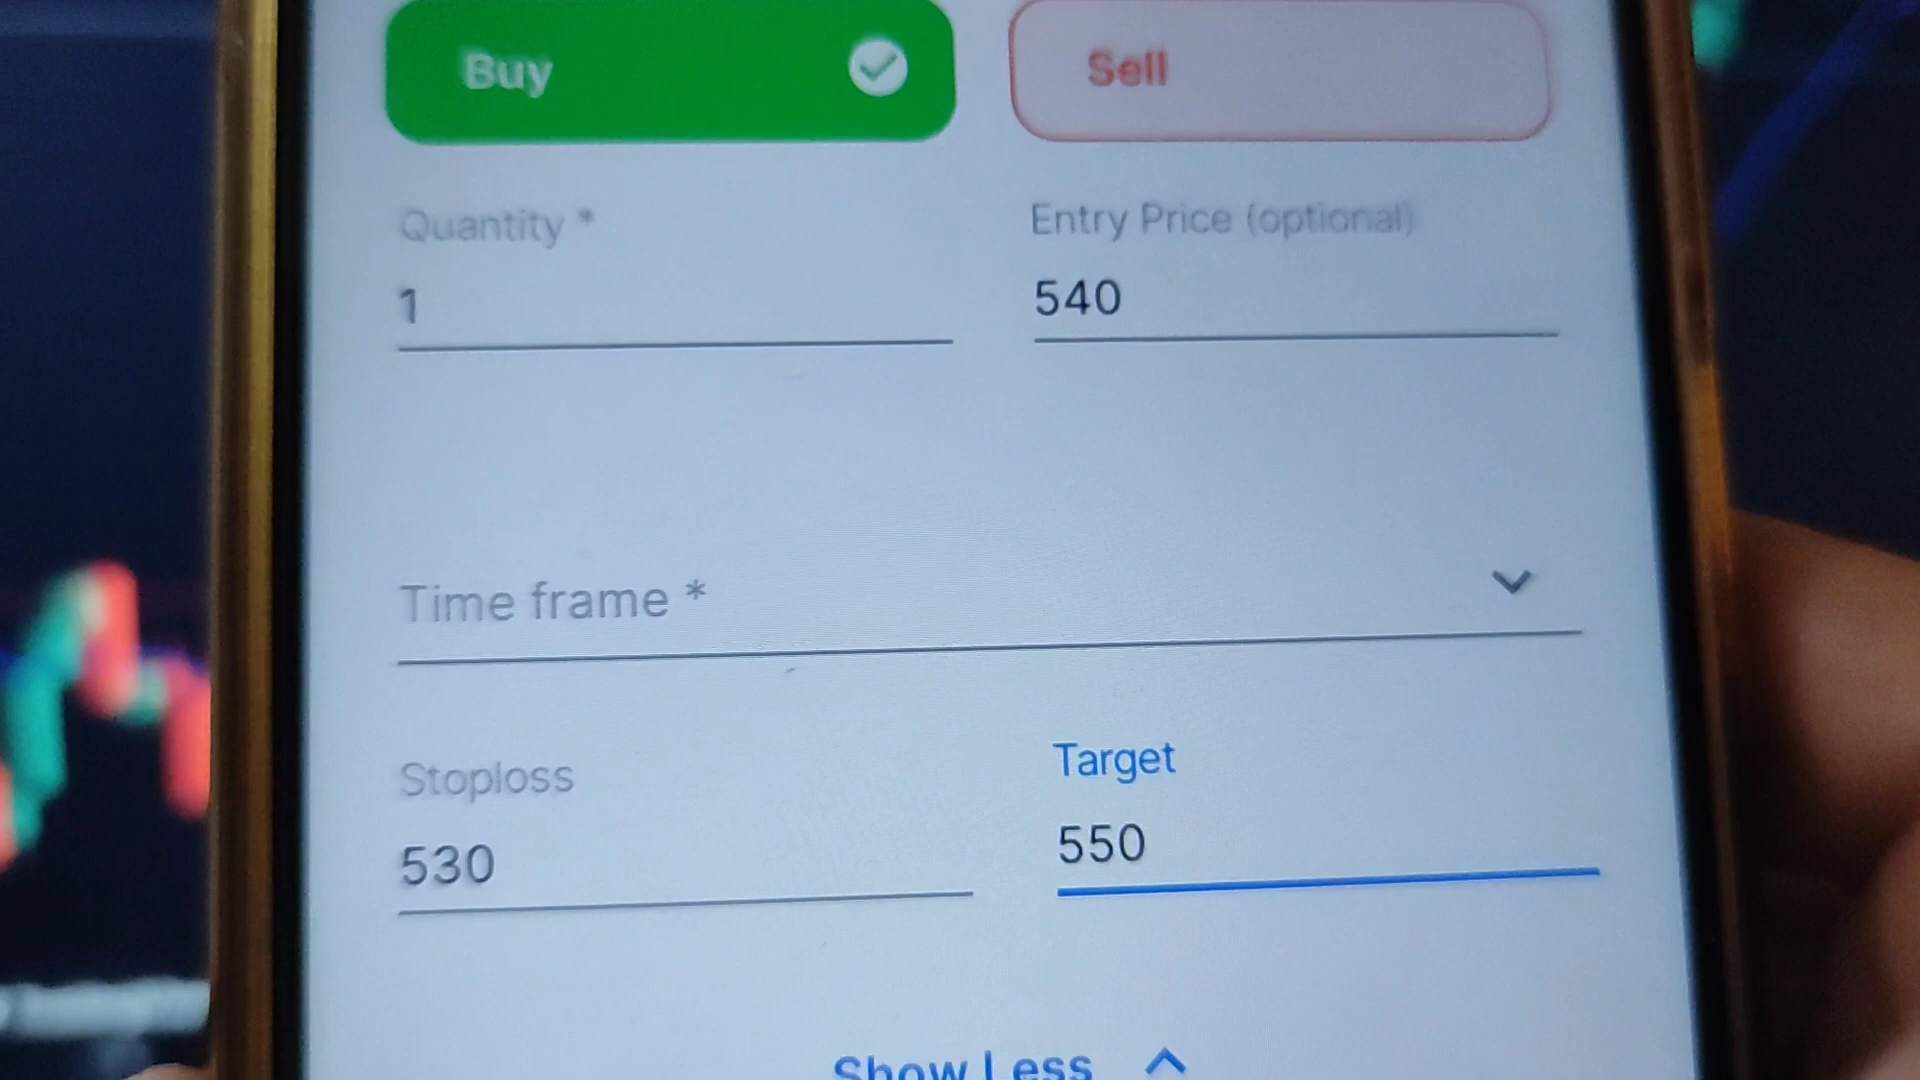 Buy
Sell
Quantity *
Entry Price (optional)
1
540
Time frame *
Stoploss
Target
530
550
Show Less